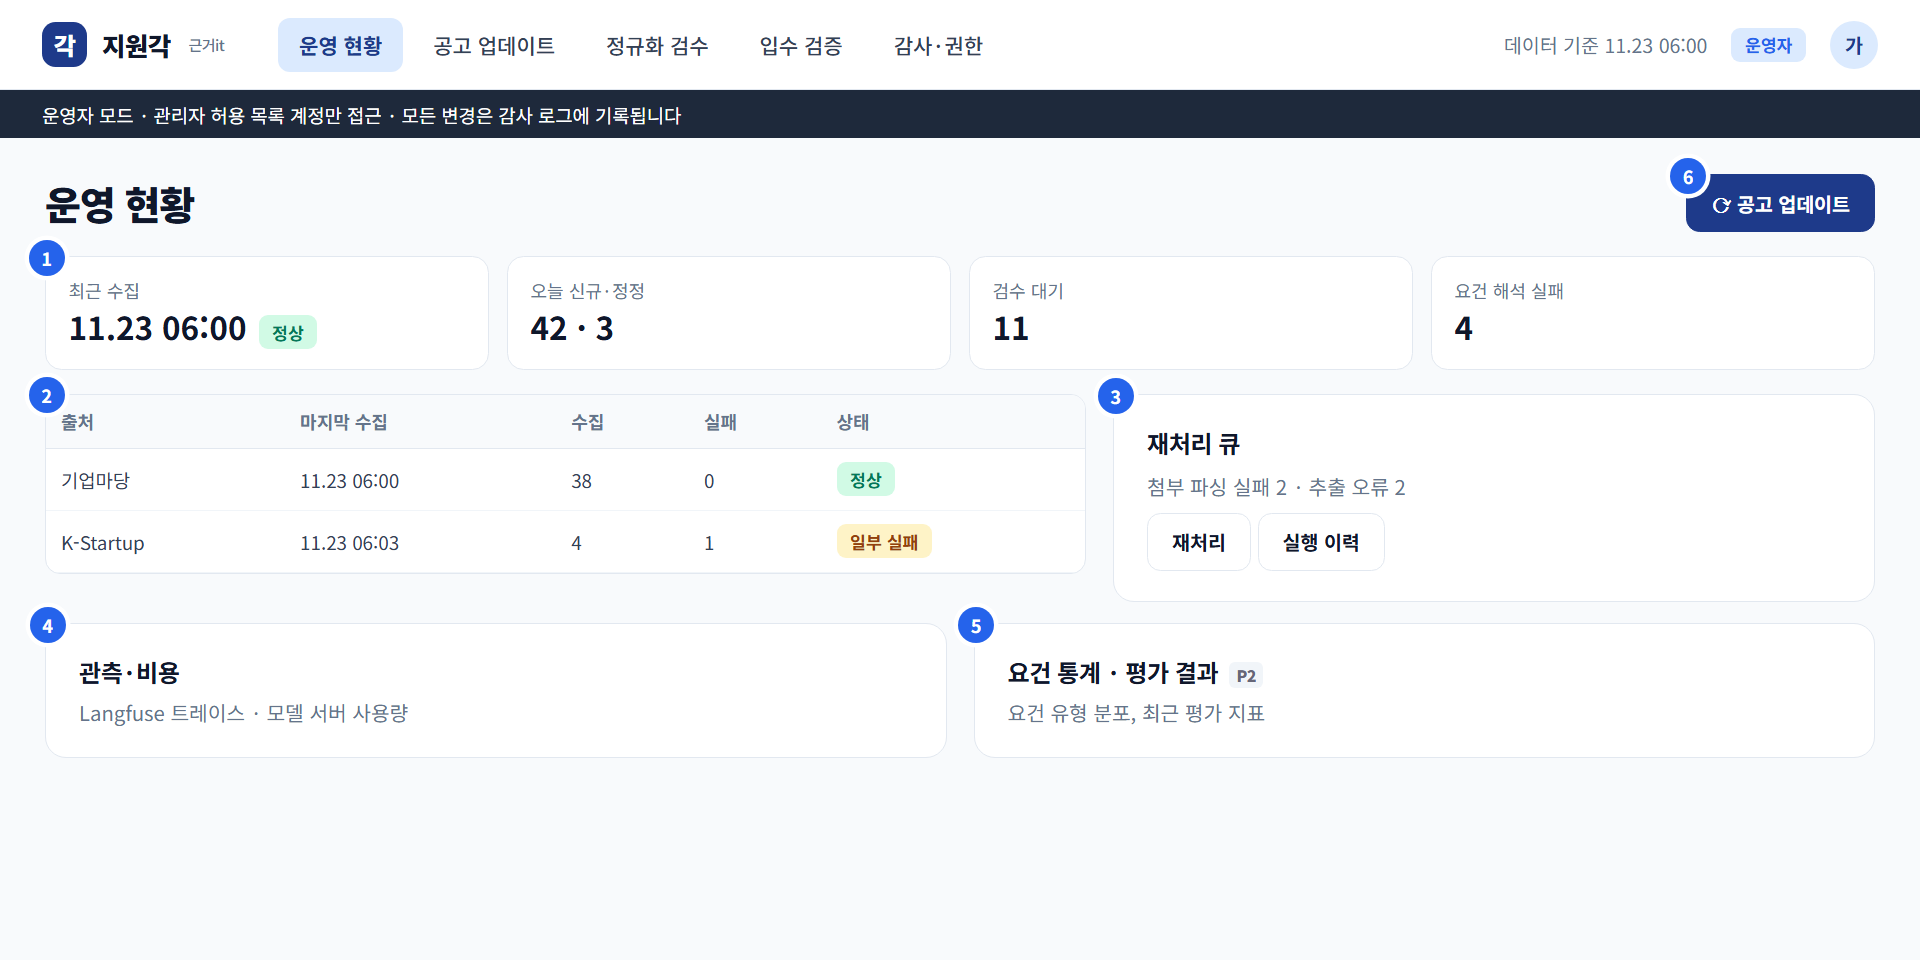 각 지원각 근거it 운영 현황 공고 업데이트 정규화 검수 입수 검증 감사·권한 데이터 기준 11.23 06:00 운영자 가
운영자 모드 · 관리자 허용 목록 계정만 접근 · 모든 변경은 감사 로그에 기록됩니다
운영 현황
6 ⟳ 공고 업데이트
1
최근 수집
11.23 06:00 정상
오늘 신규·정정
42 · 3
검수 대기
11
요건 해석 실패
4
2
출처 마지막 수집 수집 실패 상태
기업마당 11.23 06:00 38 0 정상
K-Startup 11.23 06:03 4 1 일부 실패
3
재처리 큐
첨부 파싱 실패 2 · 추출 오류 2
재처리 실행 이력
4
관측·비용
Langfuse 트레이스 · 모델 서버 사용량
5
요건 통계 · 평가 결과 P2
요건 유형 분포, 최근 평가 지표